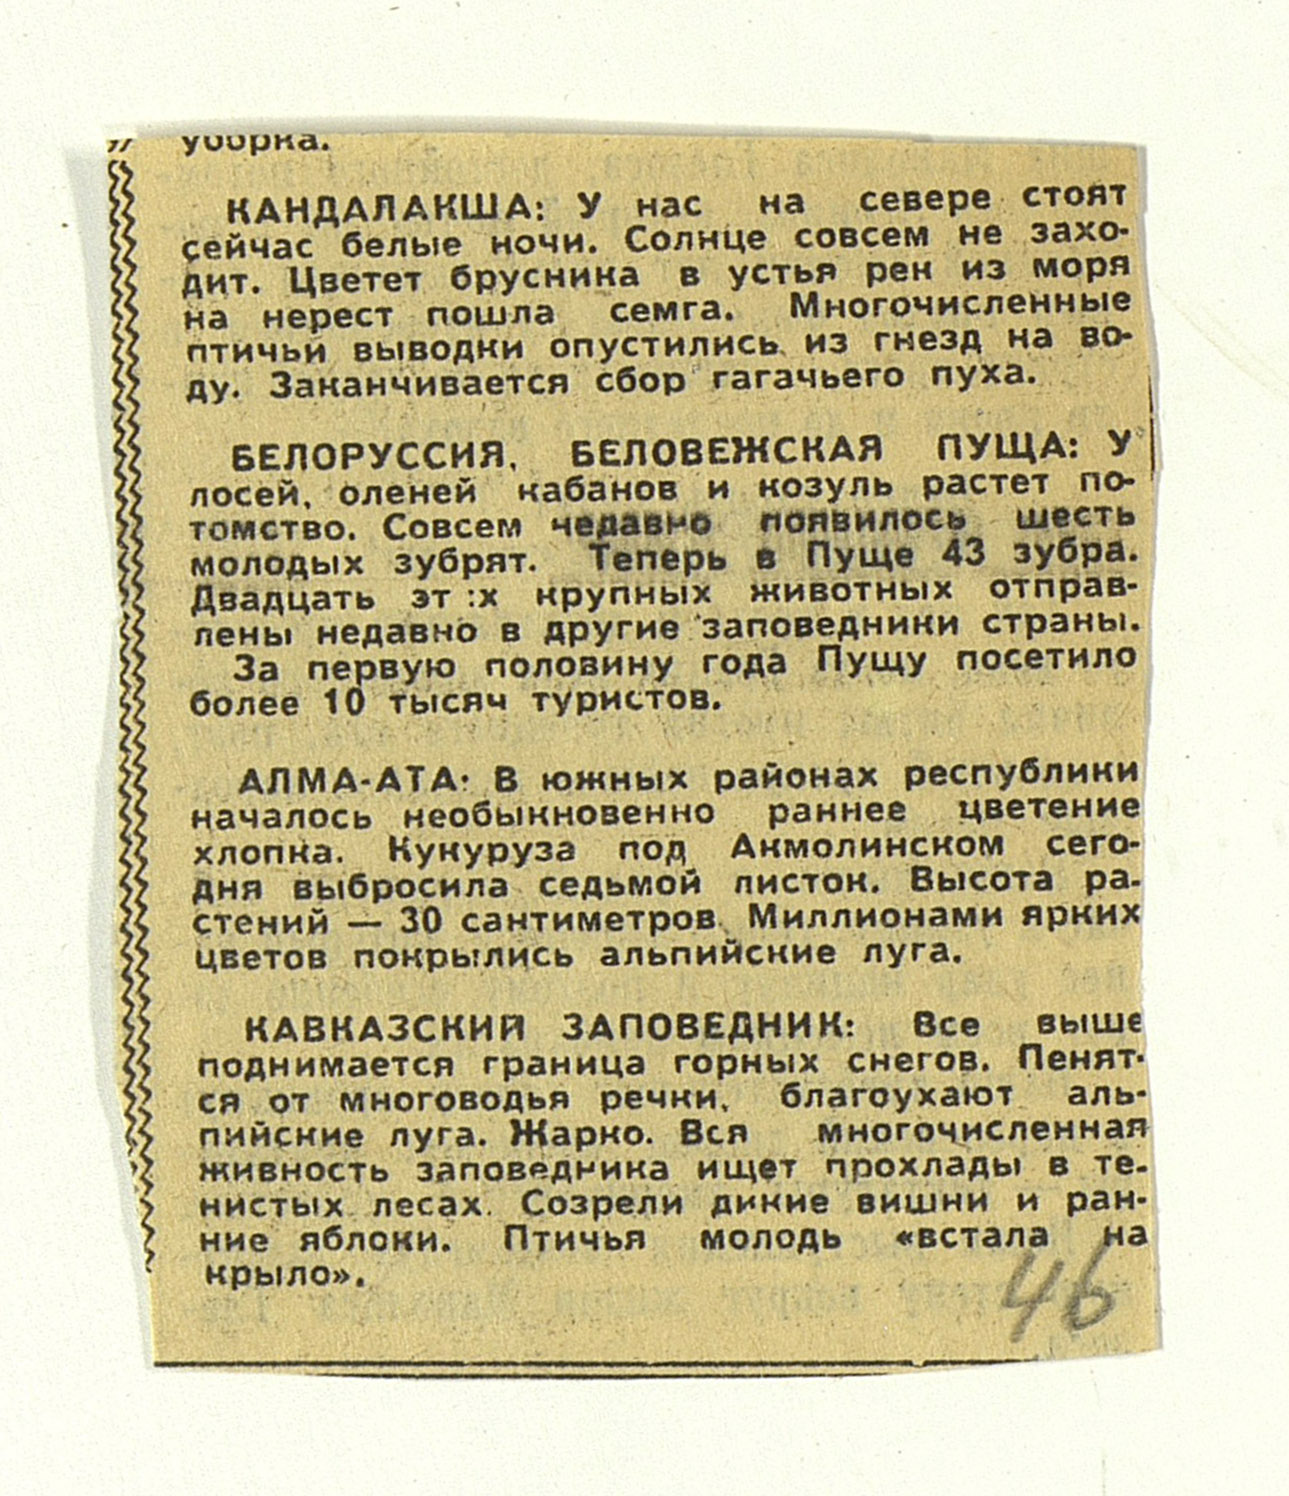 уборка.
КАНДАЛАКША: У нас на севере стоят
сейчас белые ночи. Солнце совсем не захо-
дит. Цветет брусника в устья рек из моря
на нерест пошла семга. Многочисленные
птичьи выводки опустились из гнезд на во-
ду. Заканчивается сбор гагачьего пуха.
БЕЛОРУССИЯ, БЕЛОВЕЖСКАЯ ПУЩА: У
лосей, оленей кабанов и козуль растет по-
томство. Совсем недавно появилось шесть
молодых зубрят. Теперь в Пуще 43 зубра.
Двадцать этих крупных животных отправ-
лены недавно в другие заповедники страны.
За первую половину года Пущу посетило
более 10 тысяч туристов.
АЛМА-АТА: В южных районах республики
началось необыкновенно раннее цветение
хлопка. Кукуруза под Акмолинском сего-
дня выбросила седьмой листок. Высота ра-
стений — 30 сантиметров. Миллионами ярких
цветов покрылись альпийские луга.
КАВКАЗСКИЙ ЗАПОВЕДНИК: Все выше
поднимается граница горных снегов. Пенят-
ся от многоводья речки, благоухают аль-
пийские луга. Жарко. Вся многочисленная
живность заповедника ищет прохлады в те-
нистых лесах. Созрели дикие вишни и ран-
ние яблоки. Птичья молодь «встала на
крыло».
46